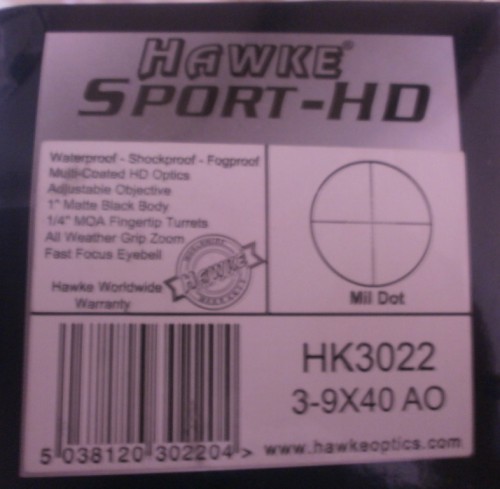 HAWKE®
SPORT-HD
Waterproof - Shockproof - Fogproof
Multi-Coated HD Optics
Adjustable Objective
1" Matte Black Body
1/4" MOA Fingertip Turrets
All Weather Grip Zoom
Fast Focus Eyebell
Hawke Worldwide
Warranty
WORLDWIDE
HAWKE
WARRANTY
Mil Dot
HK3022
3-9X40 AO
5 038120 302204 >
www.hawkeoptics.com